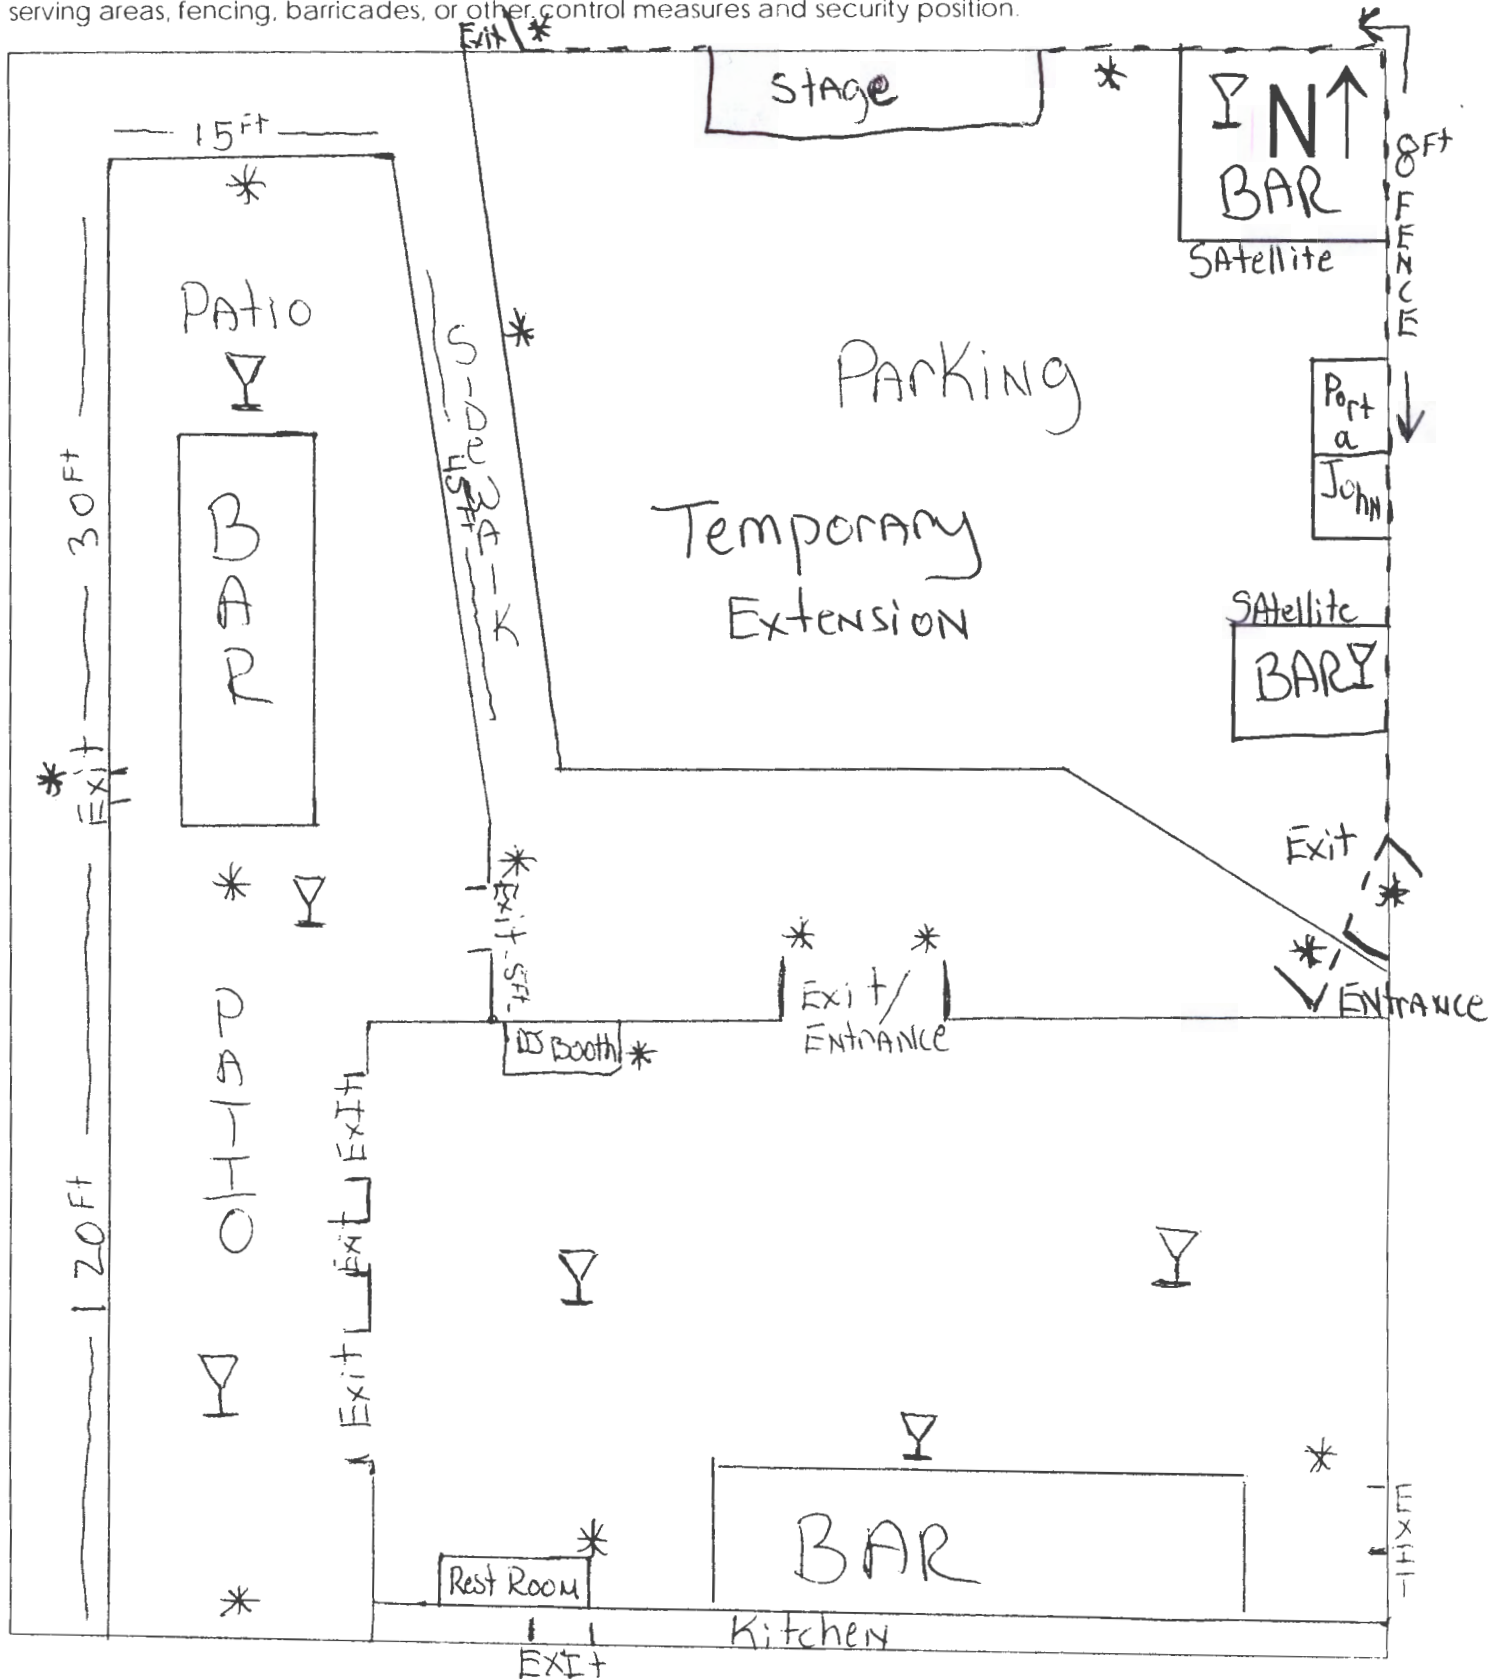 serving areas, fencing, barricades, or other control measures and security position.
Exit *
Stage
*
N
BAR
Satellite
8Ft FENCE
15Ft
*
Patio
30Ft
BAR
SIDEWAlK
5ft
*
Parking
Temporary
Extension
Porta
John
Satellite
BAR
* Exit
*
*
Exit-5ft
Exit
*
*
ENTRANCE
* *
Exit/
ENtrANCE
DJ Booth *
PATIO
120Ft
ExIt
Exit
Exit
*
BAR
EXIT
*
Rest Room
*
Kitchen
EXIt